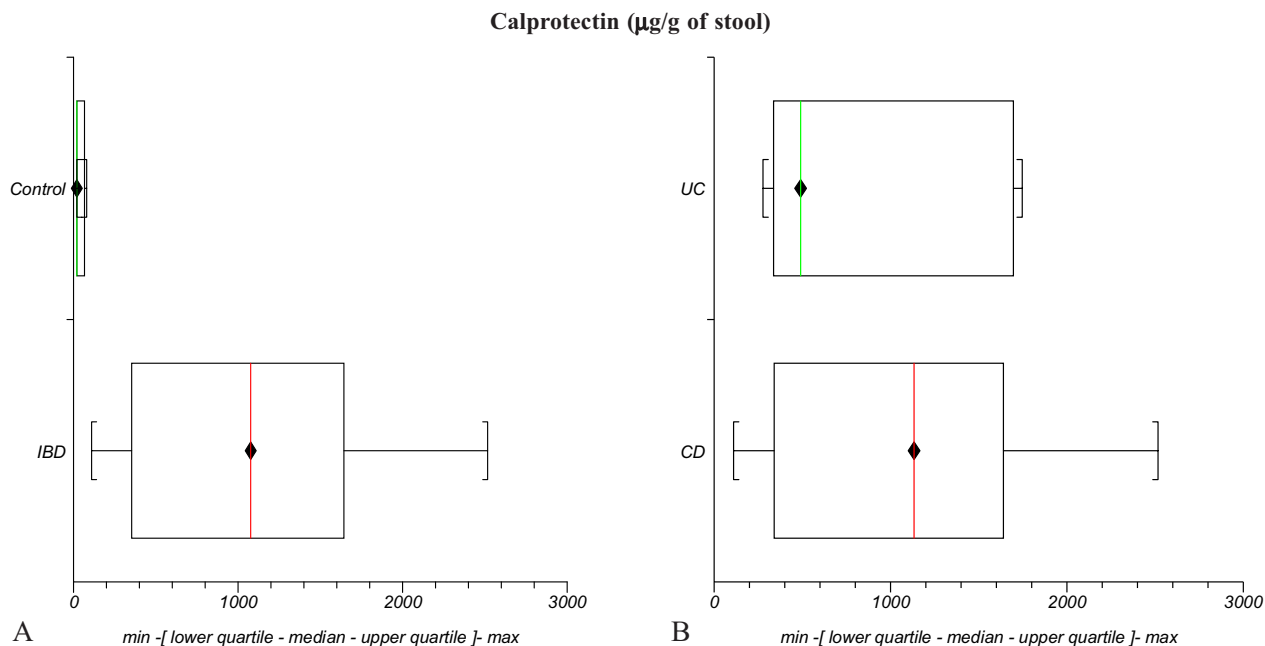 Calprotectin (µg/g of stool)
Control
IBD
0 1000 2000 3000
A min -[ lower quartile - median - upper quartile ]- max
UC
CD
0 1000 2000 3000
B min -[ lower quartile - median - upper quartile ]- max